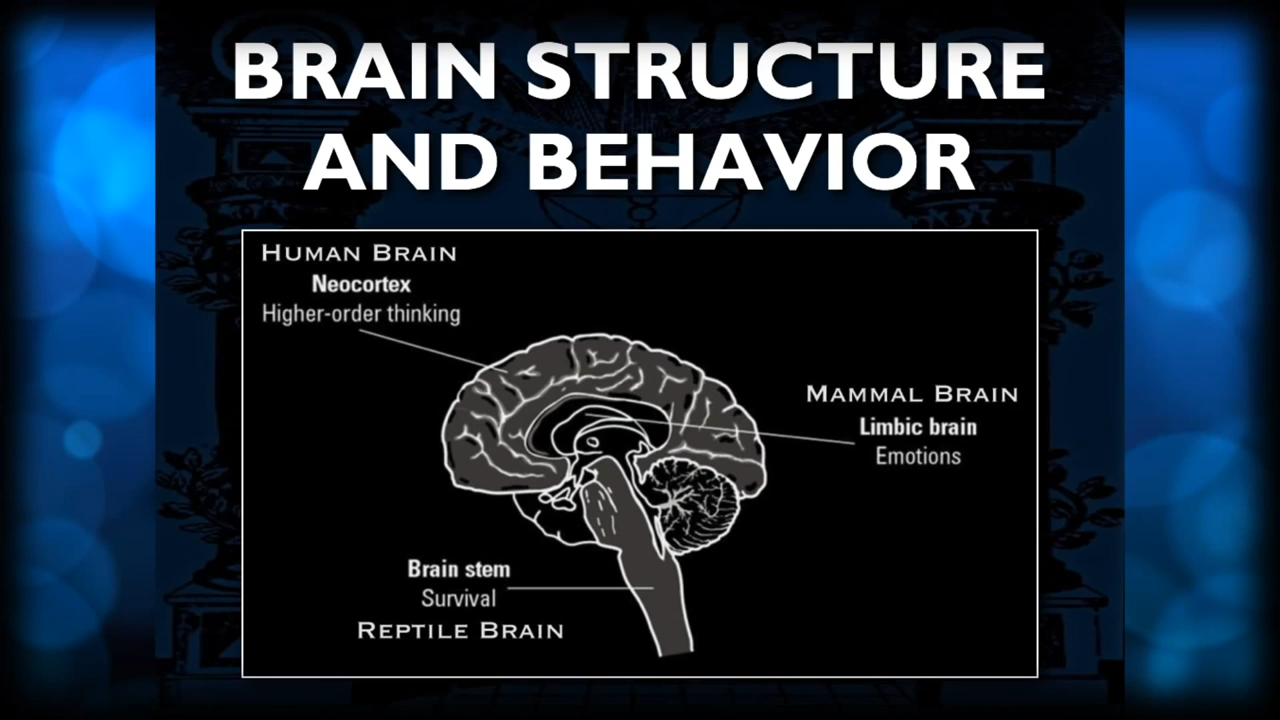 BRAIN STRUCTURE
AND BEHAVIOR
HUMAN BRAIN
Neocortex
Higher-order thinking
MAMMAL BRAIN
Limbic brain
Emotions
Brain stem
Survival
REPTILE BRAIN